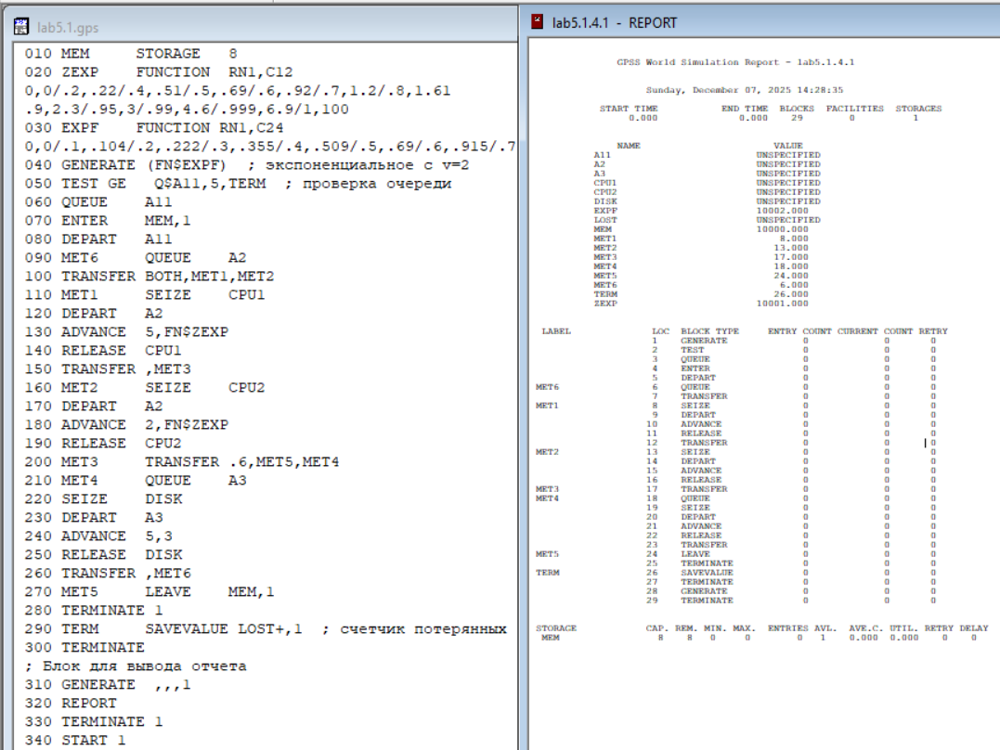 lab5.1.gps
010 MEM STORAGE 8
020 ZEXP FUNCTION RN1,C12
0,0/.2,.22/.4,.51/.5,.69/.6,.92/.7,1.2/.8,1.61
.9,2.3/.95,3/.99,4.6/.999,6.9/1,100
030 EXPF FUNCTION RN1,C24
0,0/.1,.104/.2,.222/.3,.355/.4,.509/.5,.69/.6,.915/.7
040 GENERATE (FN$EXPF) ; экспоненциальное с v=2
050 TEST GE Q$A11,5,TERM ; проверка очереди
060 QUEUE A11
070 ENTER MEM,1
080 DEPART A11
090 MET6 QUEUE A2
100 TRANSFER BOTH,MET1,MET2
110 MET1 SEIZE CPU1
120 DEPART A2
130 ADVANCE 5,FN$ZEXP
140 RELEASE CPU1
150 TRANSFER ,MET3
160 MET2 SEIZE CPU2
170 DEPART A2
180 ADVANCE 2,FN$ZEXP
190 RELEASE CPU2
200 MET3 TRANSFER .6,MET5,MET4
210 MET4 QUEUE A3
220 SEIZE DISK
230 DEPART A3
240 ADVANCE 5,3
250 RELEASE DISK
260 TRANSFER ,MET6
270 MET5 LEAVE MEM,1
280 TERMINATE 1
290 TERM SAVEVALUE LOST+,1 ; счетчик потерянных
300 TERMINATE
; Блок для вывода отчета
310 GENERATE ,,,1
320 REPORT
330 TERMINATE 1
340 START 1
lab5.1.4.1 - REPORT
GPSS World Simulation Report - lab5.1.4.1
Sunday, December 07, 2025 14:28:35
START TIME END TIME BLOCKS FACILITIES STORAGES
0.000 0.000 29 0 1
NAME VALUE
A11 UNSPECIFIED
A2 UNSPECIFIED
A3 UNSPECIFIED
CPU1 UNSPECIFIED
CPU2 UNSPECIFIED
DISK UNSPECIFIED
EXPF 10002.000
LOST UNSPECIFIED
MEM 10000.000
MET1 8.000
MET2 13.000
MET3 17.000
MET4 18.000
MET5 24.000
MET6 6.000
TERM 26.000
ZEXP 10001.000
LABEL LOC BLOCK TYPE ENTRY COUNT CURRENT COUNT RETRY
1 GENERATE 0 0 0
2 TEST 0 0 0
3 QUEUE 0 0 0
4 ENTER 0 0 0
5 DEPART 0 0 0
MET6 6 QUEUE 0 0 0
7 TRANSFER 0 0 0
MET1 8 SEIZE 0 0 0
9 DEPART 0 0 0
10 ADVANCE 0 0 0
11 RELEASE 0 0 0
12 TRANSFER 0 0 0
MET2 13 SEIZE 0 0 0
14 DEPART 0 0 0
15 ADVANCE 0 0 0
16 RELEASE 0 0 0
MET3 17 TRANSFER 0 0 0
MET4 18 QUEUE 0 0 0
19 SEIZE 0 0 0
20 DEPART 0 0 0
21 ADVANCE 0 0 0
22 RELEASE 0 0 0
23 TRANSFER 0 0 0
MET5 24 LEAVE 0 0 0
25 TERMINATE 0 0 0
TERM 26 SAVEVALUE 0 0 0
27 TERMINATE 0 0 0
28 GENERATE 0 0 0
29 TERMINATE 0 0 0
STORAGE CAP. REM. MIN. MAX. ENTRIES AVL. AVE.C. UTIL. RETRY DELAY
MEM 8 8 0 0 0 1 0.000 0.000 0 0